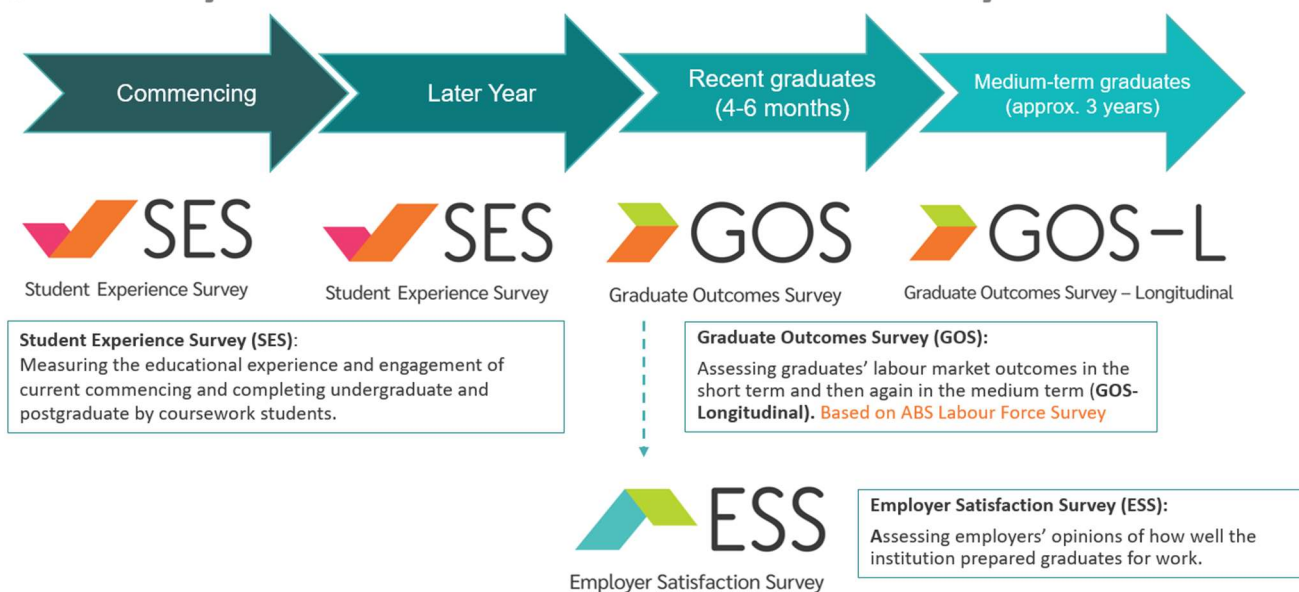 Commencing
Later Year
Recent graduates
(4-6 months)
Medium-term graduates
(approx. 3 years)
SES
Student Experience Survey
SES
Student Experience Survey
GOS
Graduate Outcomes Survey
GOS-L
Graduate Outcomes Survey – Longitudinal
Student Experience Survey (SES):
Measuring the educational experience and engagement of
current commencing and completing undergraduate and
postgraduate by coursework students.
Graduate Outcomes Survey (GOS):
Assessing graduates' labour market outcomes in the
short term and then again in the medium term (GOS-
Longitudinal). Based on ABS Labour Force Survey
ESS
Employer Satisfaction Survey
Employer Satisfaction Survey (ESS):
Assessing employers' opinions of how well the
institution prepared graduates for work.